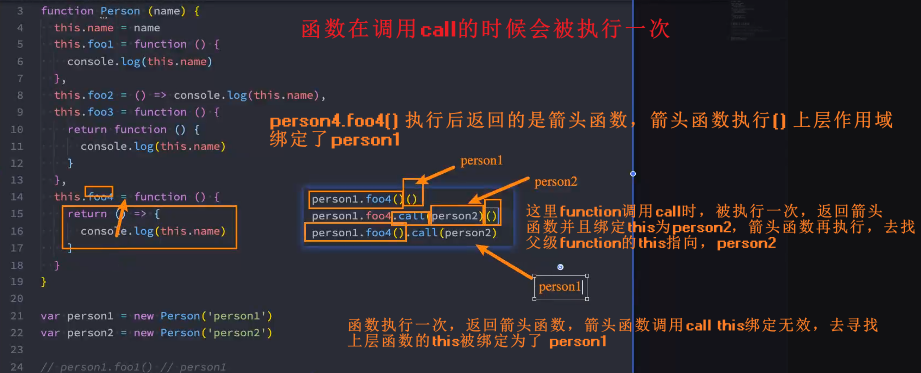 函数在调用call的时候会被执行一次
3 function Person (name) {
4 this.name = name
5 this.foo1 = function () {
6 console.log(this.name)
7 },
8 this.foo2 = () => console.log(this.name),
9 this.foo3 = function () {
10 return function () {
11 console.log(this.name)
12 }
13 },
14 this.foo4 = function () {
15 return () => {
16 console.log(this.name)
17 }
18 }
19 }
20
21 var person1 = new Person('person1')
22 var person2 = new Person('person2')
23
24 // person1.foo1() // person1
person4.foo4() 执行后返回的是箭头函数，箭头函数执行() 上层作用域
绑定了person1
person1
person2
person1.foo4()()
person1.foo4.call(person2)()
person1.foo4().call(person2)
这里function调用call时，被执行一次，返回箭头
函数并且绑定this为person2，箭头函数再执行，去找
父级function的this指向，person2
person1
函数执行一次，返回箭头函数，箭头函数调用call this绑定无效，去寻找
上层函数的this被绑定为了 person1